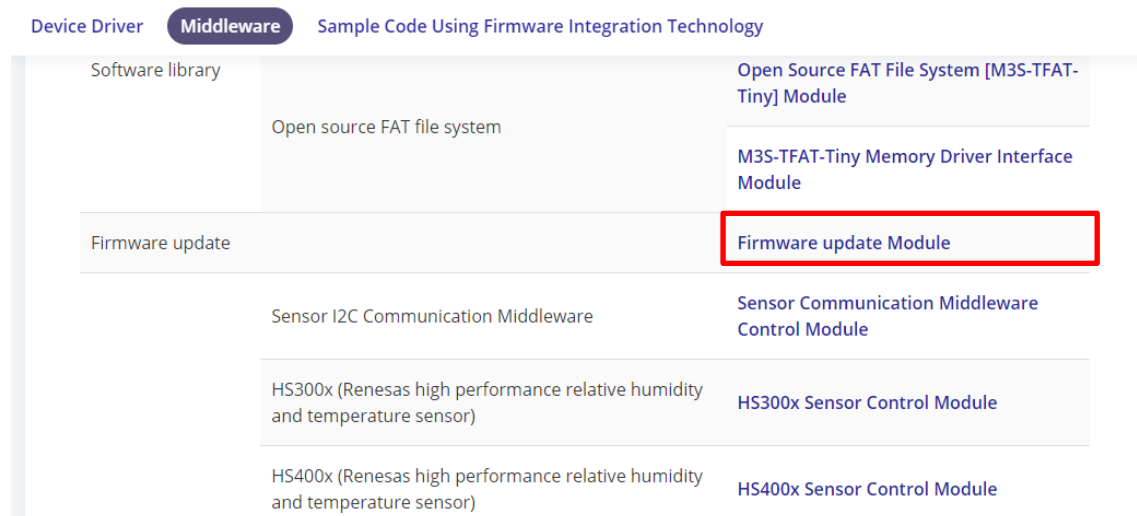 Device Driver Middleware Sample Code Using Firmware Integration Technology
Software library
Open source FAT file system
Open Source FAT File System [M3S-TFAT-
Tiny] Module
M3S-TFAT-Tiny Memory Driver Interface
Module
Firmware update
Firmware update Module
Sensor I2C Communication Middleware
Sensor Communication Middleware
Control Module
HS300x (Renesas high performance relative humidity
and temperature sensor)
HS300x Sensor Control Module
HS400x (Renesas high performance relative humidity
and temperature sensor)
HS400x Sensor Control Module